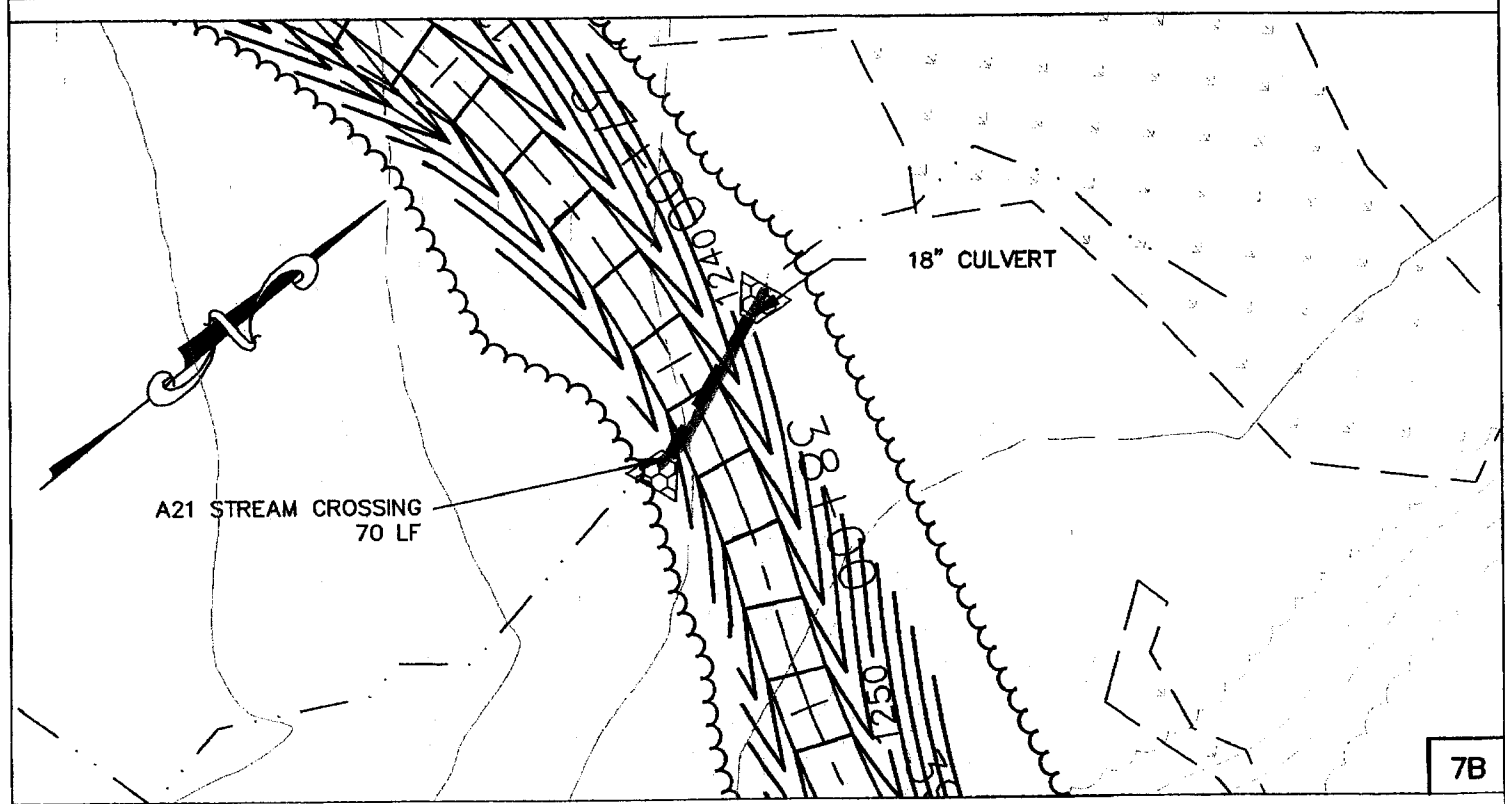 37+00
1240
18" CULVERT
A21 STREAM CROSSING
70 LF
38+00
1250
7B
N